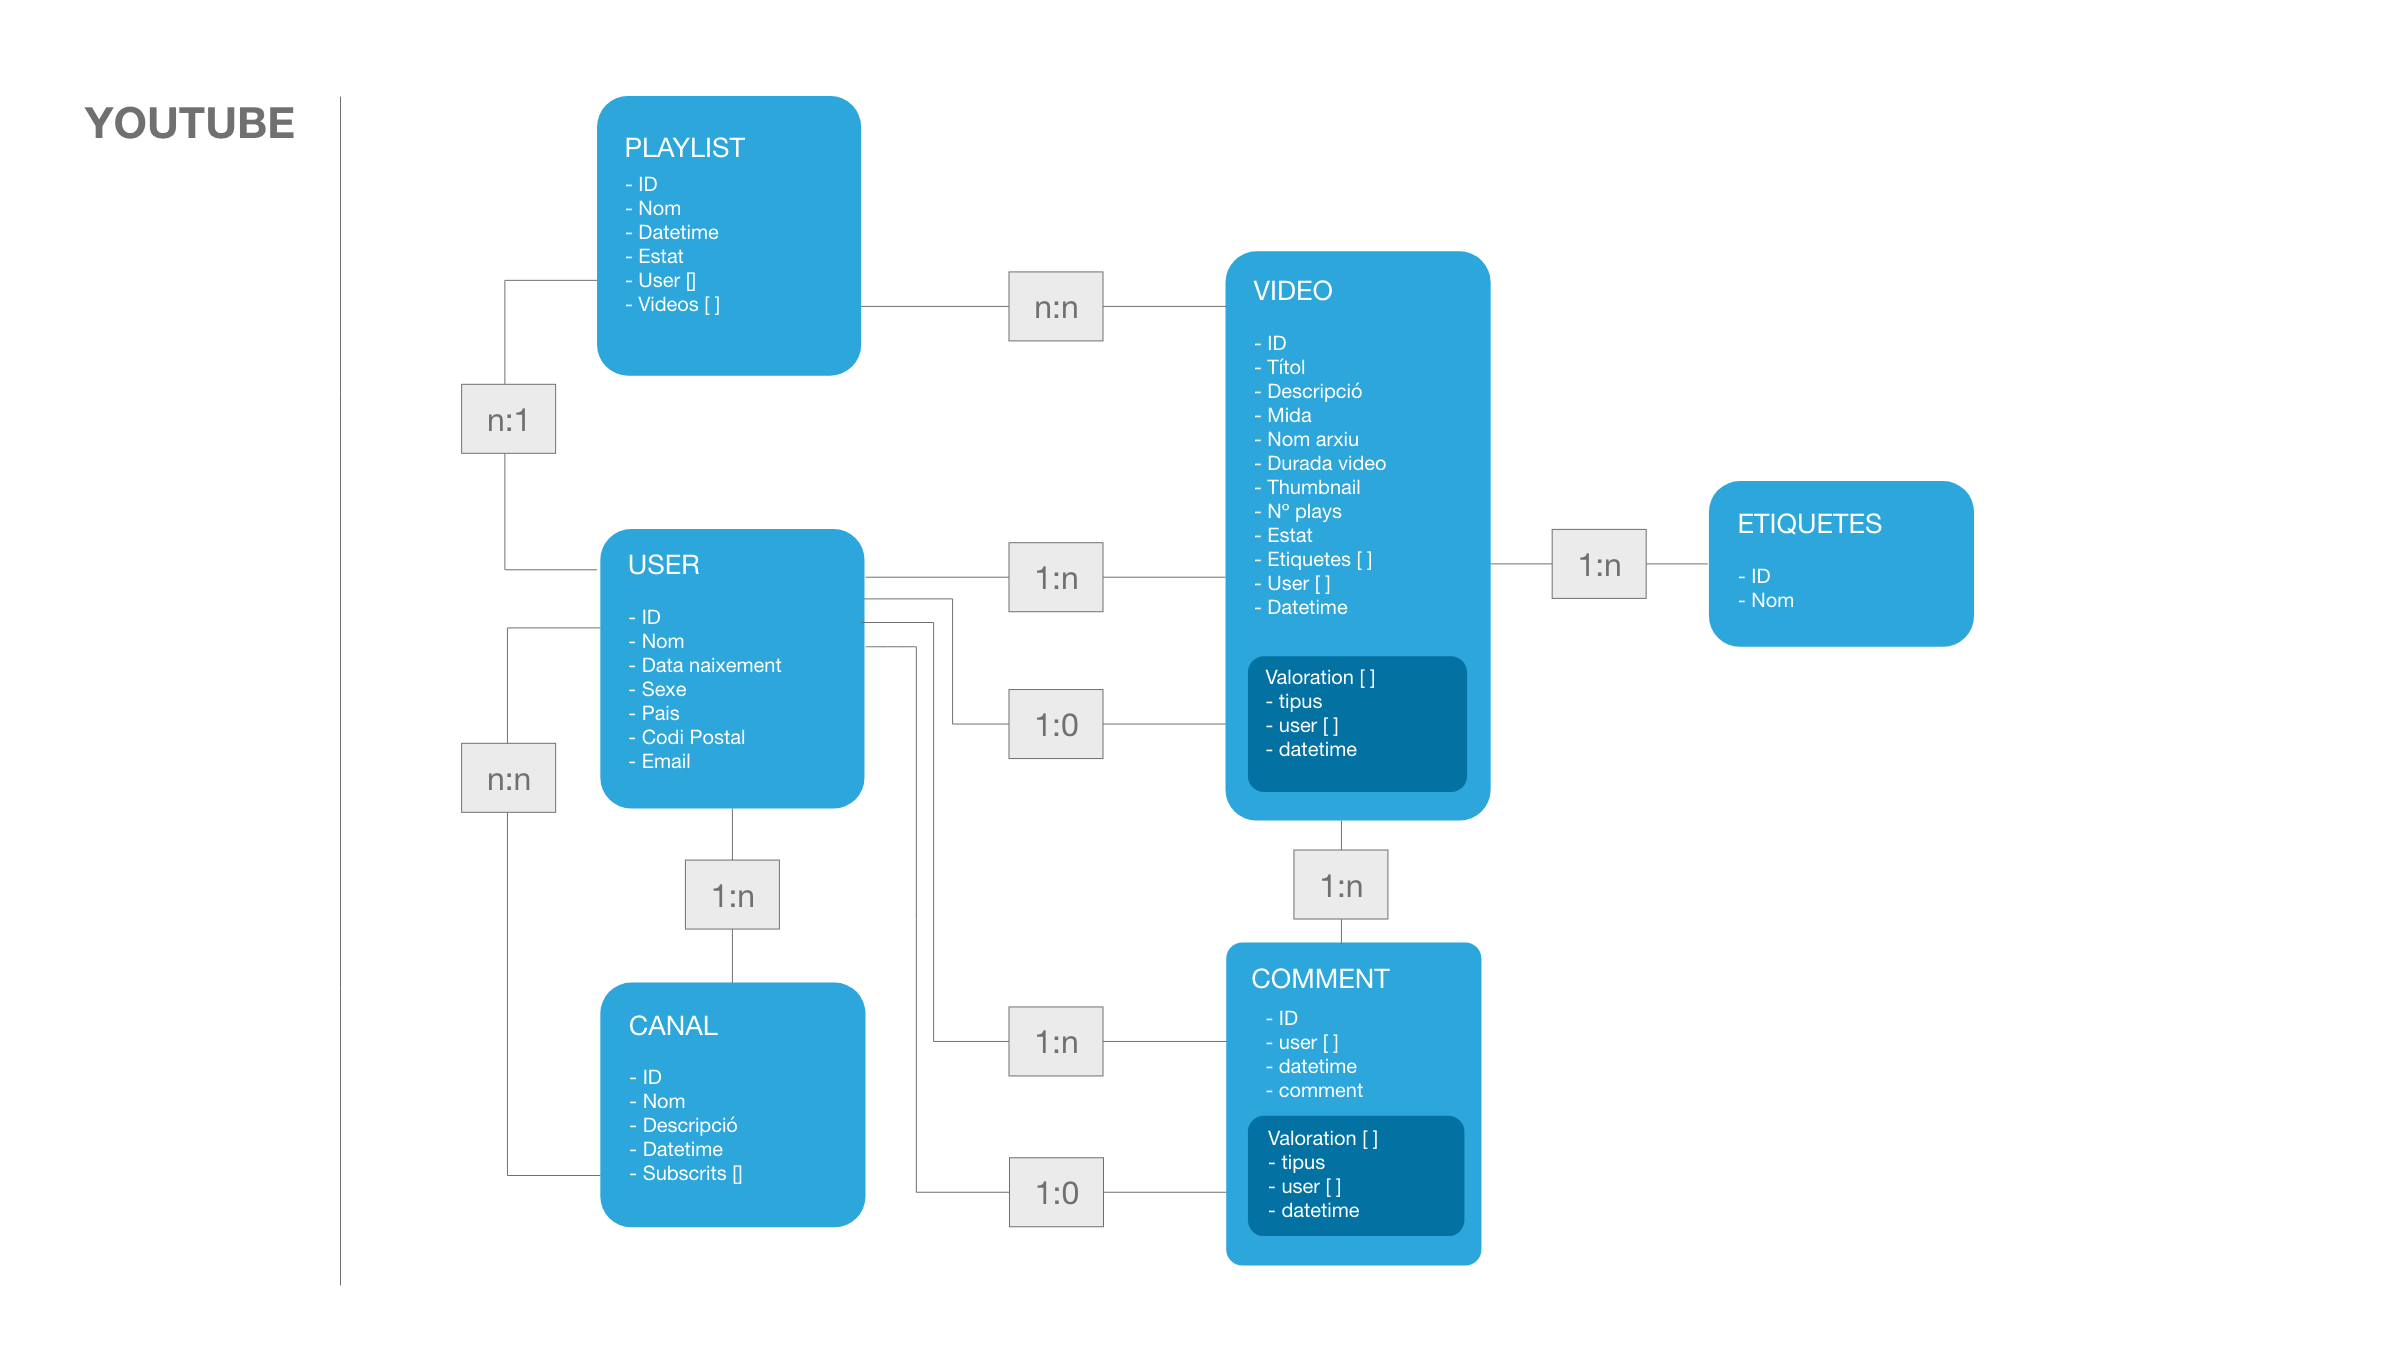 YOUTUBE
PLAYLIST
- ID
- Nom
- Datetime
- Estat
- User []
- Videos [ ]
n:n
n:1
VIDEO
- ID
- Títol
- Descripció
- Mida
- Nom arxiu
- Durada video
- Thumbnail
- Nº plays
- Estat
- Etiquetes [ ]
- User [ ]
- Datetime
Valoration [ ]
- tipus
- user [ ]
- datetime
1:n
ETIQUETES
- ID
- Nom
USER
- ID
- Nom
- Data naixement
- Sexe
- Pais
- Codi Postal
- Email
1:n
1:0
n:n
1:n
1:n
CANAL
- ID
- Nom
- Descripció
- Datetime
- Subscrits []
1:n
1:0
COMMENT
- ID
- user [ ]
- datetime
- comment
Valoration [ ]
- tipus
- user [ ]
- datetime